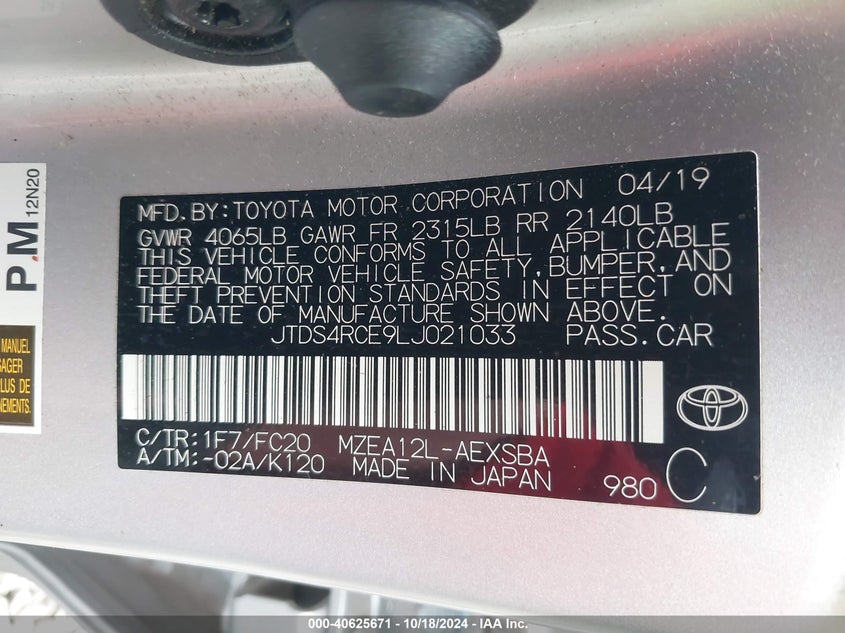 MFD.BY:TOYOTA MOTOR CORPORATION 04/19
GVWR 4065LB GAWR FR 2315LB RR 2140LB
THIS VEHICLE CONFORMS TO ALL APPLICABLE
FEDERAL MOTOR VEHICLE SAFETY,BUMPER,AND
THEFT PREVENTION STANDARDS IN EFFECT ON
THE DATE OF MANUFACTURE SHOWN ABOVE.
JTDS4RCE9LJ021033 PASS.CAR
C/TR:1F7/FC20 MZEA12L-AEXSBA
A/TM:-02A/K120 MADE IN JAPAN
980 C
P.M
12N20
MANUEL
PLUS DE
000-40625671 - 10/18/2024 - IAA Inc.